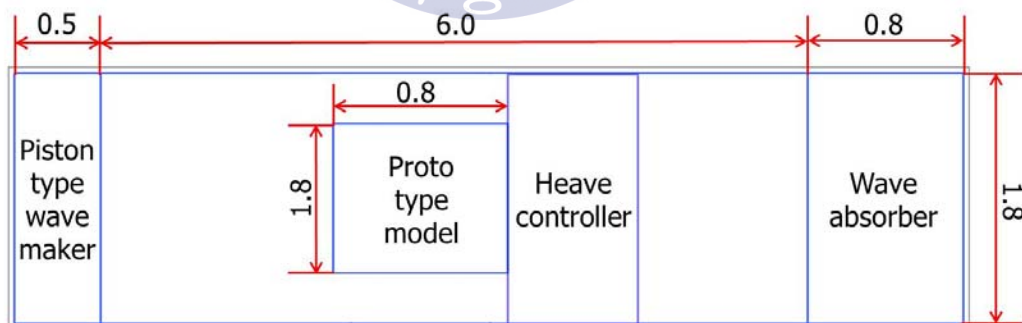 0.5
6.0
0.8
0.8
Piston
type
wave
maker
1.8
Proto
type
model
Heave
controller
Wave
absorber
1.8